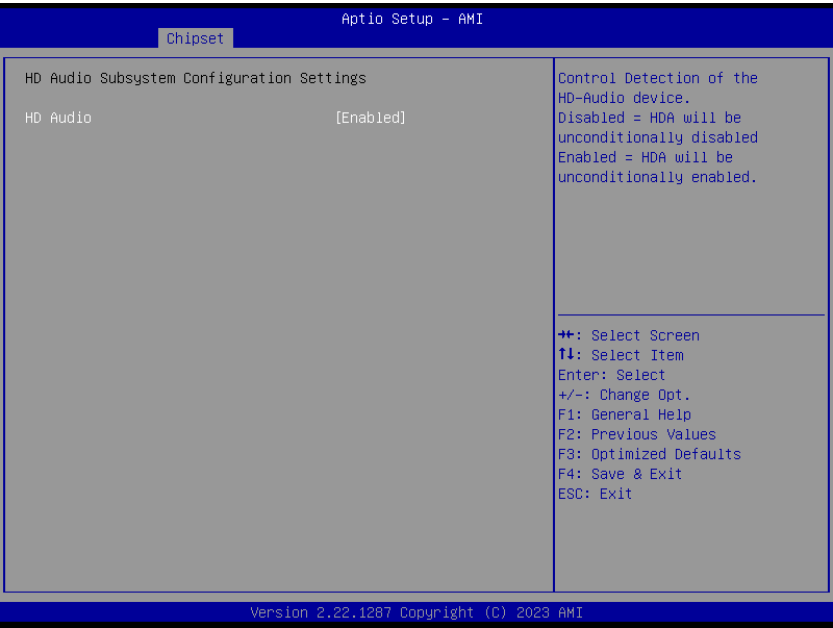 Aptio Setup – AMI
Chipset
HD Audio Subsystem Configuration Settings
HD Audio [Enabled]
Control Detection of the
HD-Audio device.
Disabled = HDA will be
unconditionally disabled
Enabled = HDA will be
unconditionally enabled.
→←: Select Screen
↑↓: Select Item
Enter: Select
+/-: Change Opt.
F1: General Help
F2: Previous Values
F3: Optimized Defaults
F4: Save & Exit
ESC: Exit
Version 2.22.1287 Copyright (C) 2023 AMI